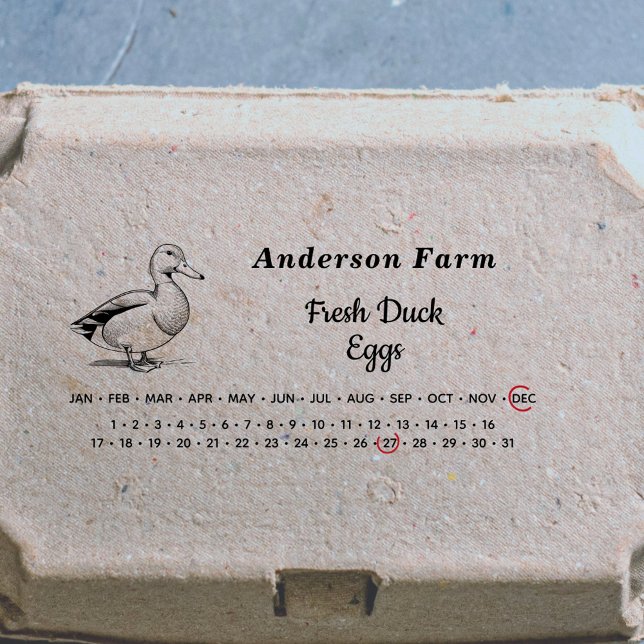 Anderson Farm
Fresh Duck
Eggs
JAN • FEB • MAR • APR • MAY • JUN • JUL • AUG • SEP • OCT • NOV • DEC
1 • 2 • 3 • 4 • 5 • 6 • 7 • 8 • 9 • 10 • 11 • 12 • 13 • 14 • 15 • 16
17 • 18 • 19 • 20 • 21 • 22 • 23 • 24 • 25 • 26 • 27 • 28 • 29 • 30 • 31